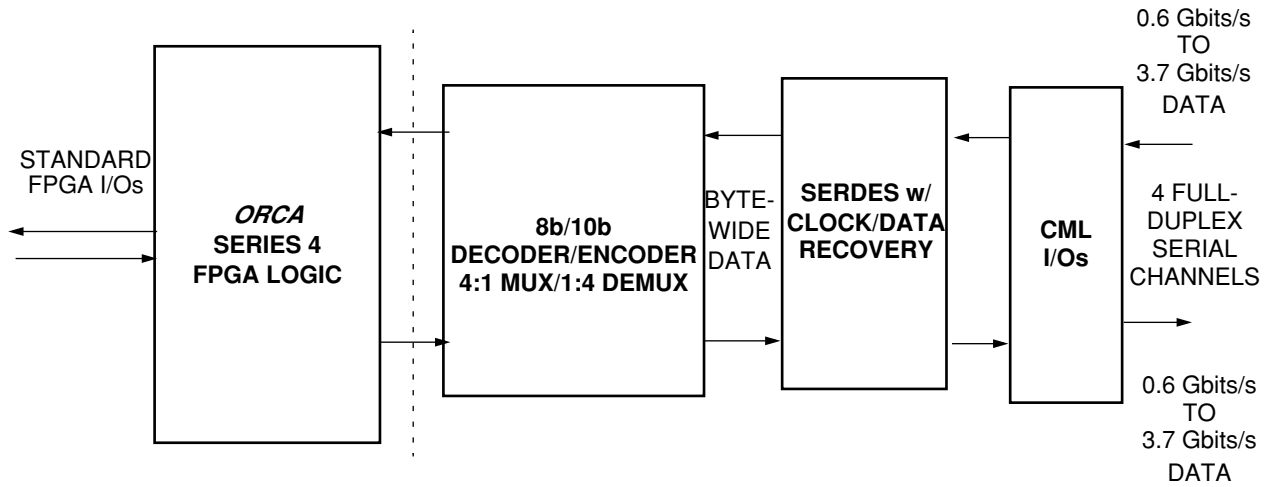 STANDARD
FPGA I/Os
ORCA
SERIES 4
FPGA LOGIC
8b/10b
DECODER/ENCODER
4:1 MUX/1:4 DEMUX
BYTE-
WIDE
DATA
SERDES w/
CLOCK/DATA
RECOVERY
CML
I/Os
0.6 Gbits/s
TO
3.7 Gbits/s
DATA
4 FULL-
DUPLEX
SERIAL
CHANNELS
0.6 Gbits/s
TO
3.7 Gbits/s
DATA